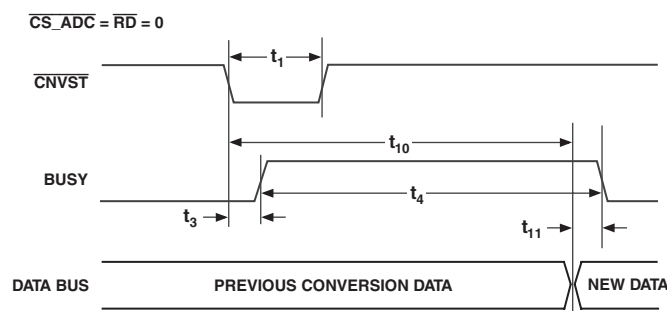 CS_ADC = RD = 0
t1
CNVST
t10
BUSY
t4
t3
t11
DATA BUS PREVIOUS CONVERSION DATA NEW DATA